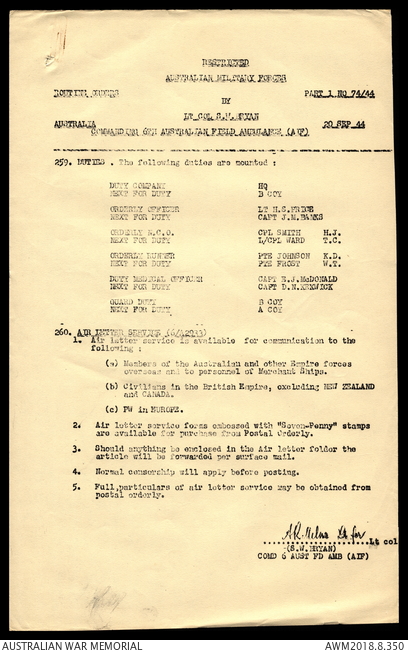 RESTRICTED
AUSTRALIAN MILITARY FORCES
ROUTINE ORDERS PART 1 NO 74/44
BY
LT COL S.W. BRYAN
AUSTRALIA 20 SEP 44
COMMANDING 6TH AUSTRALIAN FIELD AMBULANCE (AIF)
259. DUTIES. The following duties are mounted :
DUTY COMPANY HQ
NEXT FOR DUTY B COY
ORDERLY OFFICER LT H.S. PRICE
NEXT FOR DUTY CAPT J.M. BANKS
ORDERLY N.C.O. CPL SMITH H.J.
NEXT FOR DUTY L/CPL WARD T.C.
ORDERLY RUNNER PTE JOHNSON K.D.
NEXT FOR DUTY PTE FROST W.T.
DUTY MEDICAL OFFICER CAPT R.J. McDONALD
NEXT FOR DUTY CAPT D.N. KENWICK
GUARD DUTY B COY
NEXT FOR DUTY A COY
260. AIR LETTER SERVICE
1. Air letter service is available for communication to the
following :
(a) Members of the Australian and other Empire forces
overseas and to personnel of Merchant Ships.
(b) Civilians in the British Empire, excluding NEW ZEALAND
and CANADA.
(c) PW in EUROPE.
2. Air letter service forms embossed with "Seven-Penny" stamps
are available for purchase from Postal Orderly.
3. Should anything be enclosed in the Air letter folder the
article will be forwarded per surface mail.
4. Normal censorship will apply before posting.
5. Full particulars of air letter service may be obtained from
postal orderly.
Lt for Lt col
(S.W. BRYAN)
COMD 6 AUST FD AMB (AIF)
AUSTRALIAN WAR MEMORIAL AWM2018.8.350